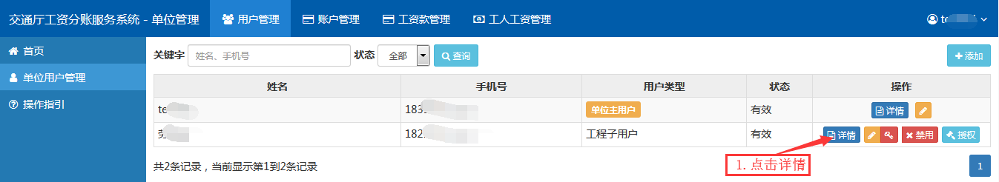 交通厅工资分账服务系统 - 单位管理 用户管理 账户管理 工资款管理 工人工资管理 te
首页
单位用户管理
操作指引
关键字 姓名、手机号 状态 全部 查询 添加
姓名 手机号 用户类型 状态 操作
te 183 单位主用户 有效 详情
182 工程子用户 有效 详情 禁用 授权
共2条记录，当前显示第1到2条记录 1
1. 点击详情